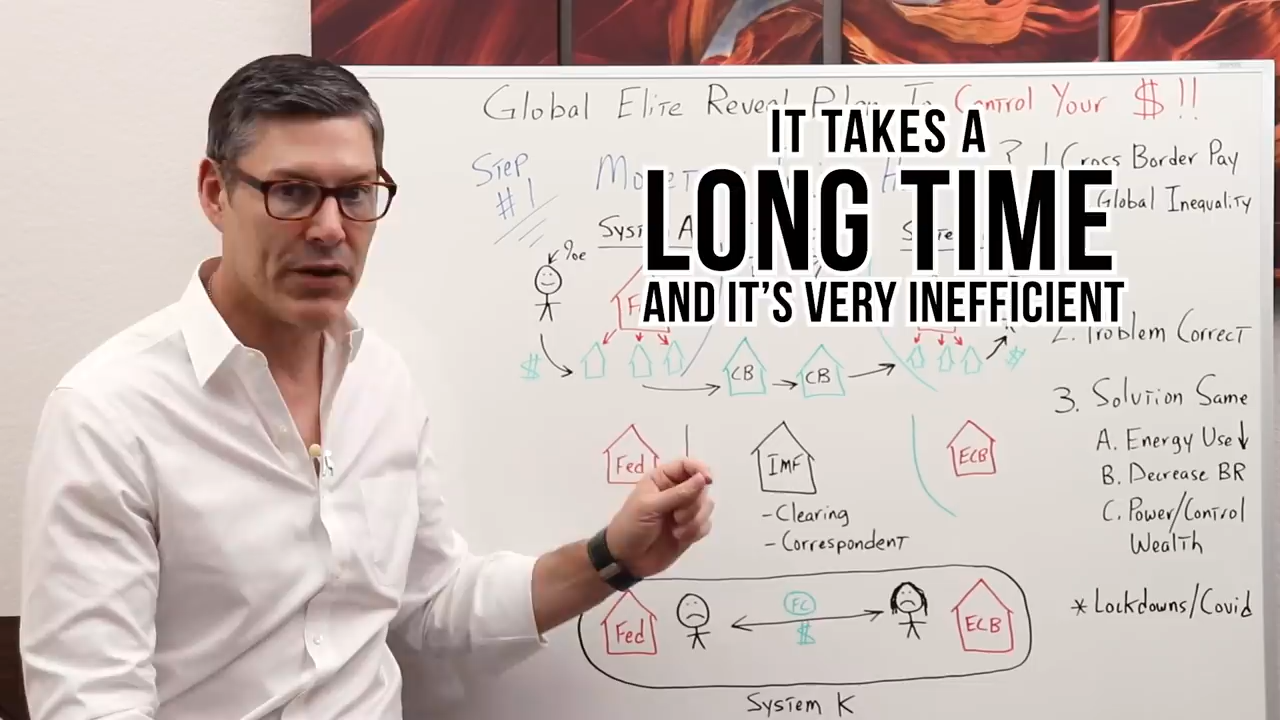 Global Elite Reveal Plan To Control Your $!!
IT TAKES A
LONG TIME
AND IT'S VERY INEFFICIENT
Step
#1
1 Cross Border Pay
Global Inequality
System A
Joe
Problem Correct
$
CB
CB
$
3. Solution Same
A. Energy Use↓
B. Decrease BR
C. Power/Control
Wealth
Fed
IMF
ECB
-Clearing
-Correspondent
*Lockdowns/Covid
Fed
FC
$
ECB
System K